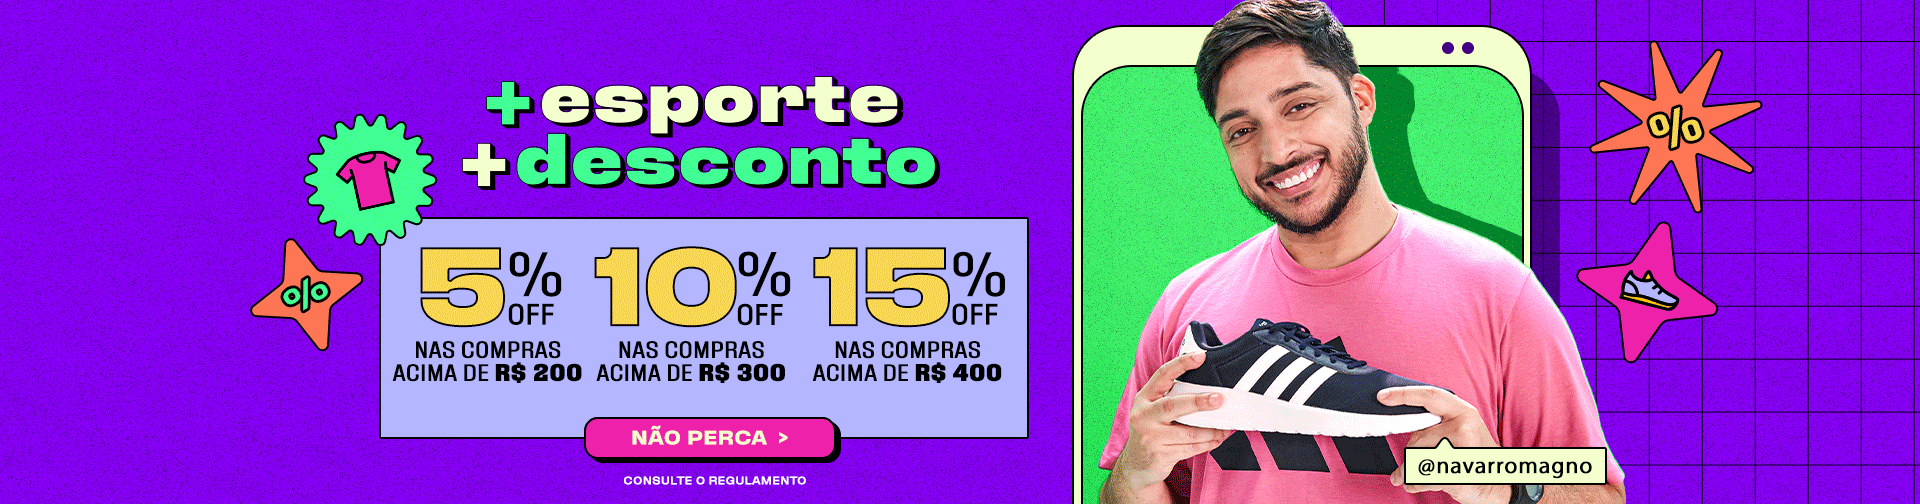 +esporte
+desconto
%
5% OFF
NAS COMPRAS
ACIMA DE R$ 200
10% OFF
NAS COMPRAS
ACIMA DE R$ 300
15% OFF
NAS COMPRAS
ACIMA DE R$ 400
NÃO PERCA >
CONSULTE O REGULAMENTO
@navarromagno
%